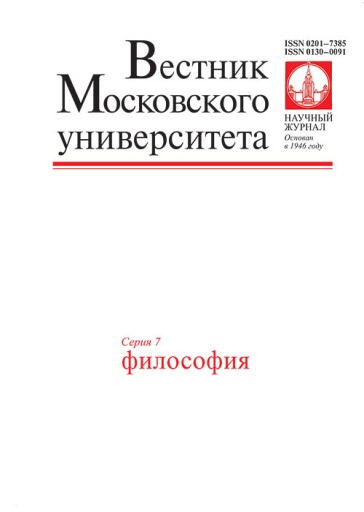 ISSN 0201–7385
ISSN 0130–0091
Вестник
Московского
университета
НАУЧНЫЙ
ЖУРНАЛ
Основан
в 1946 году
Серия 7
философия